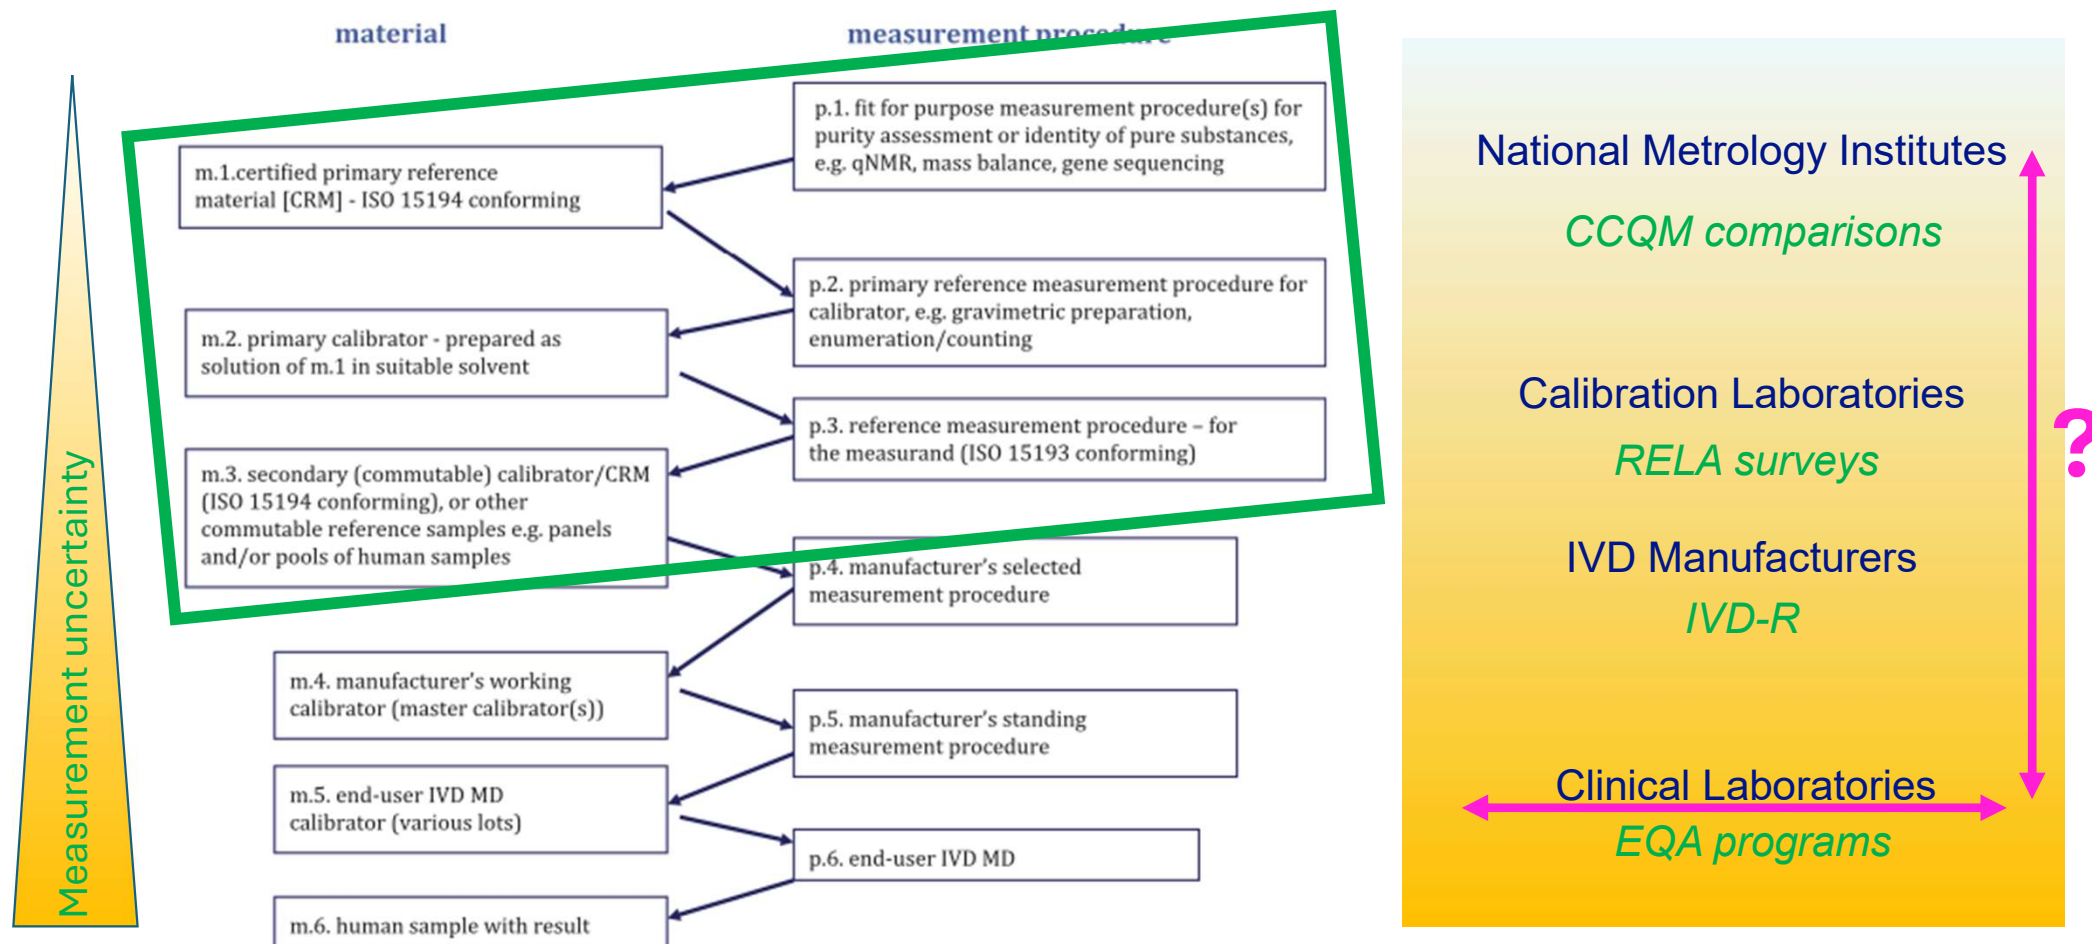 material
measurement procedure
p.1. fit for purpose measurement procedure(s) for
purity assessment or identity of pure substances,
e.g. qNMR, mass balance, gene sequencing
m.1.certified primary reference
material [CRM] - ISO 15194 conforming
p.2. primary reference measurement procedure for
calibrator, e.g. gravimetric preparation,
enumeration/counting
m.2. primary calibrator - prepared as
solution of m.1 in suitable solvent
p.3. reference measurement procedure – for
the measurand (ISO 15193 conforming)
m.3. secondary (commutable) calibrator/CRM
(ISO 15194 conforming), or other
commutable reference samples e.g. panels
and/or pools of human samples
p.4. manufacturer's selected
measurement procedure
m.4. manufacturer's working
calibrator (master calibrator(s))
p.5. manufacturer's standing
measurement procedure
m.5. end-user IVD MD
calibrator (various lots)
p.6. end-user IVD MD
m.6. human sample with result
Measurement uncertainty
National Metrology Institutes
CCQM comparisons
Calibration Laboratories
RELA surveys
IVD Manufacturers
IVD-R
Clinical Laboratories
EQA programs
?